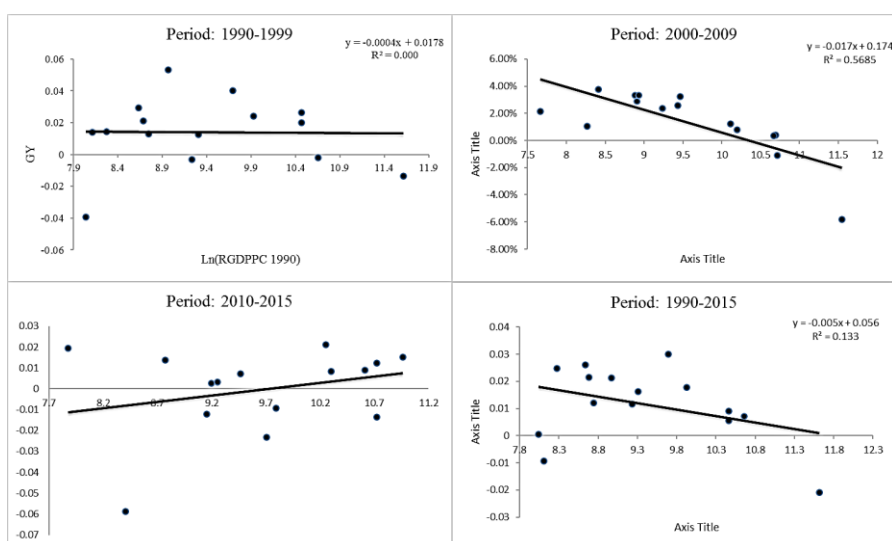 Period: 1990-1999
y = -0.0004x + 0.0178
R² = 0.000
0.06
0.04
0.02
0
-0.02
-0.04
-0.06
GY
7.9 8.4 8.9 9.4 9.9 10.4 10.9 11.4 11.9
Ln(RGDPPC 1990)
Period: 2000-2009
y = -0.017x + 0.174
R² = 0.5685
6.00%
4.00%
2.00%
0.00%
-2.00%
-4.00%
-6.00%
-8.00%
Axis Title
7.5 8 8.5 9 9.5 10 10.5 11 11.5 12
Axis Title
Period: 2010-2015
0.03
0.02
0.01
0
-0.01
-0.02
-0.03
-0.04
-0.05
-0.06
-0.07
7.7 8.2 8.7 9.2 9.7 10.2 10.7 11.2
Period: 1990-2015
y = -0.005x + 0.056
R² = 0.133
0.04
0.03
0.02
0.01
0
-0.01
-0.02
-0.03
Axis Title
7.8 8.3 8.8 9.3 9.8 10.3 10.8 11.3 11.8 12.3
Axis Title